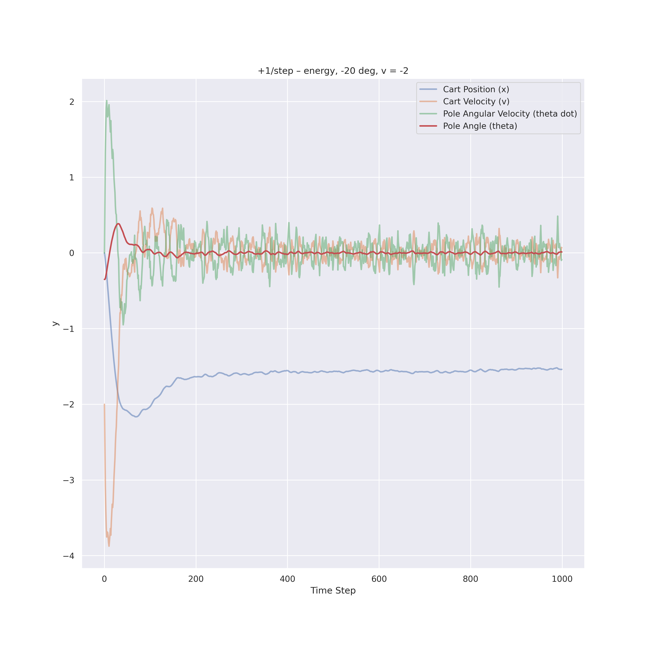 +1/step – energy, -20 deg, v = -2
Cart Position (x)
Cart Velocity (v)
Pole Angular Velocity (theta dot)
Pole Angle (theta)
2
1
0
−1
−2
−3
−4
y
0 200 400 600 800 1000
Time Step